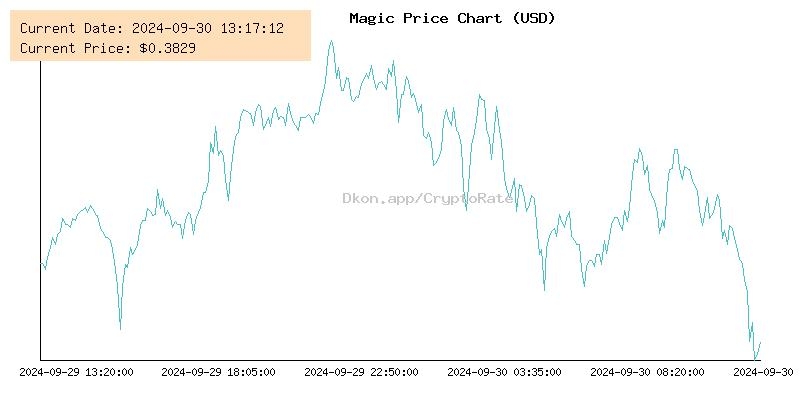 Magic Price Chart (USD)
Current Date: 2024-09-30 13:17:12
Current Price: $0.3829
Dkon.app/CryptoRate
2024-09-29 13:20:00 2024-09-29 18:05:00 2024-09-29 22:50:00 2024-09-30 03:35:00 2024-09-30 08:20:00 2024-09-30